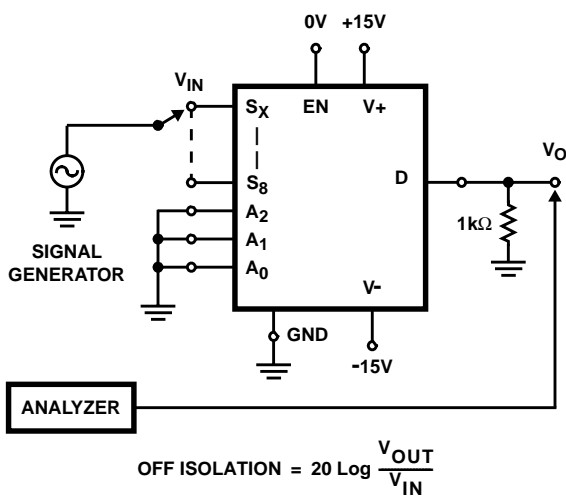 0V +15V
V_IN
S_X EN V+
S_8 D V_O
A_2
A_1 1kΩ
A_0
SIGNAL
GENERATOR
V-
GND
-15V
ANALYZER
OFF ISOLATION = 20 Log V_OUT / V_IN